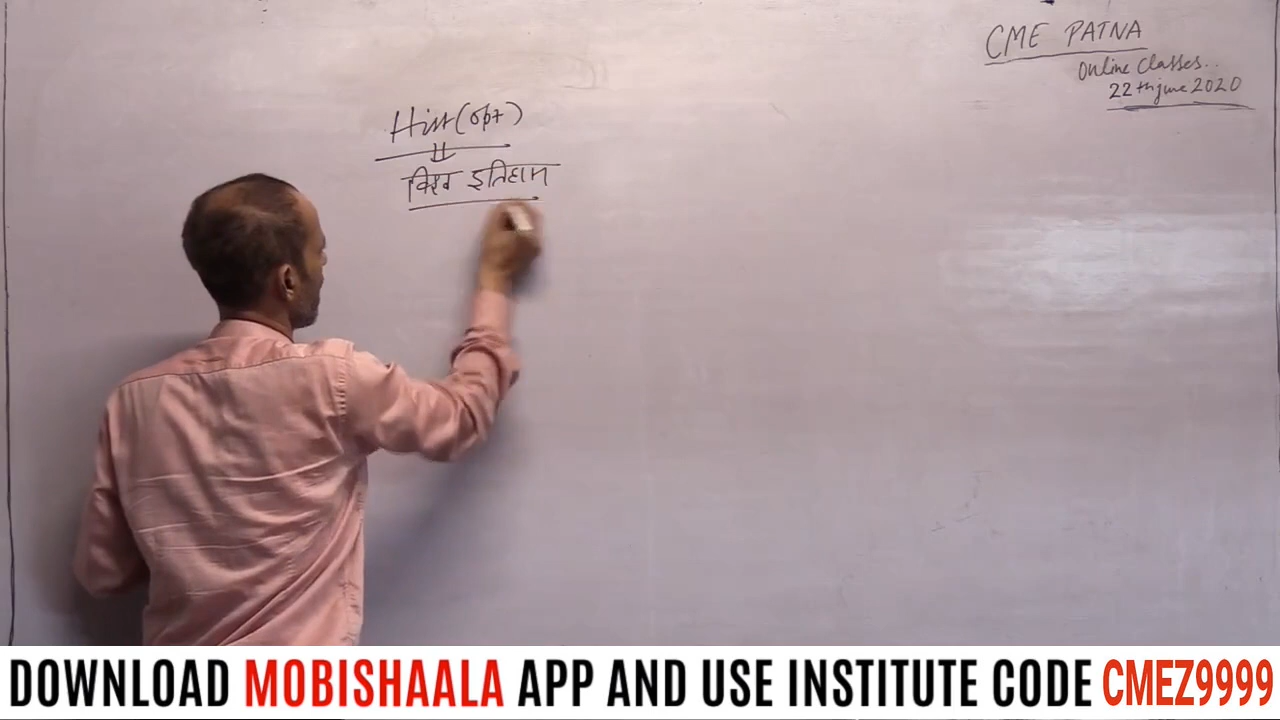 CME PATNA
Online Classes..
22th june 2020
Hist (opt)
विश्व इतिहास
DOWNLOAD MOBISHAALA APP AND USE INSTITUTE CODE CMEZ9999